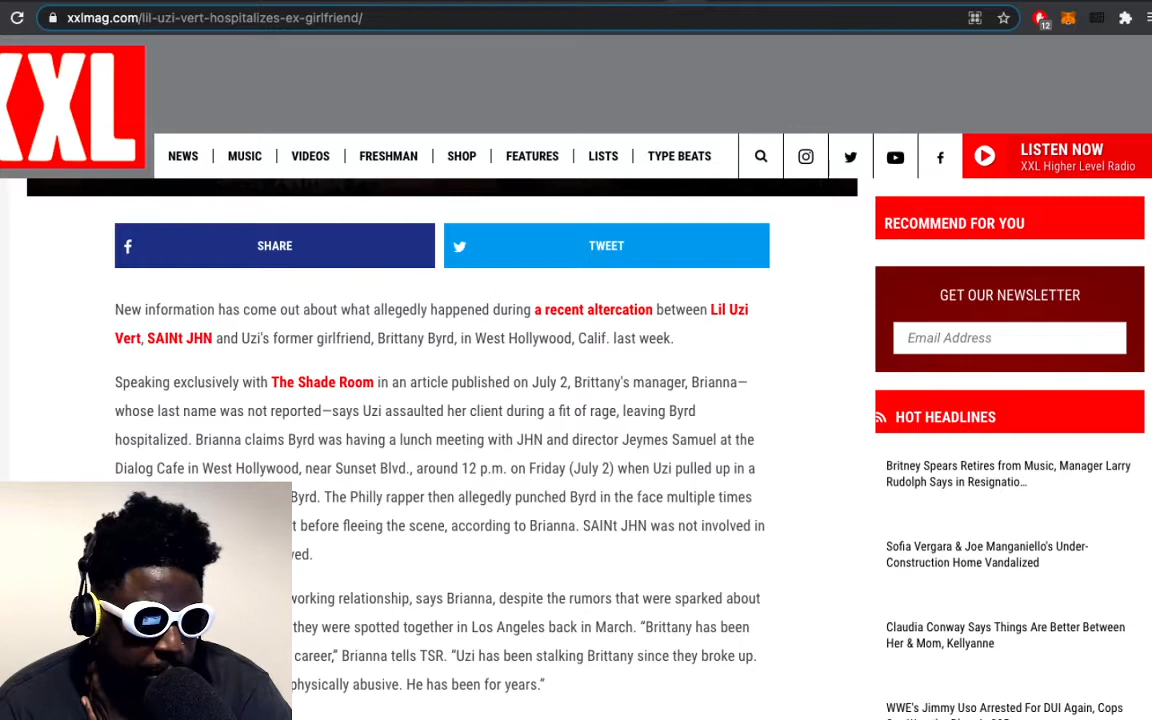 xxlmag.com/lil-uzi-vert-hospitalizes-ex-girlfriend/
12
XXL
NEWS
MUSIC
VIDEOS
FRESHMAN
SHOP
FEATURES
LISTS
TYPE BEATS
LISTEN NOW
XXL Higher Level Radio
SHARE
TWEET
New information has come out about what allegedly happened during a recent altercation between Lil Uzi
Vert, SAINt JHN and Uzi's former girlfriend, Brittany Byrd, in West Hollywood, Calif. last week.
Speaking exclusively with The Shade Room in an article published on July 2, Brittany's manager, Brianna—
whose last name was not reported—says Uzi assaulted her client during a fit of rage, leaving Byrd
hospitalized. Brianna claims Byrd was having a lunch meeting with JHN and director Jeymes Samuel at the
Dialog Cafe in West Hollywood, near Sunset Blvd., around 12 p.m. on Friday (July 2) when Uzi pulled up in a
Byrd. The Philly rapper then allegedly punched Byrd in the face multiple times
t before fleeing the scene, according to Brianna. SAINt JHN was not involved in
ved.
working relationship, says Brianna, despite the rumors that were sparked about
they were spotted together in Los Angeles back in March. “Brittany has been
career,” Brianna tells TSR. “Uzi has been stalking Brittany since they broke up.
physically abusive. He has been for years.”
RECOMMEND FOR YOU
GET OUR NEWSLETTER
Email Address
HOT HEADLINES
Britney Spears Retires from Music, Manager Larry
Rudolph Says in Resignatio...
Sofia Vergara & Joe Manganiello's Under-
Construction Home Vandalized
Claudia Conway Says Things Are Better Between
Her & Mom, Kellyanne
WWE's Jimmy Uso Arrested For DUI Again, Cops